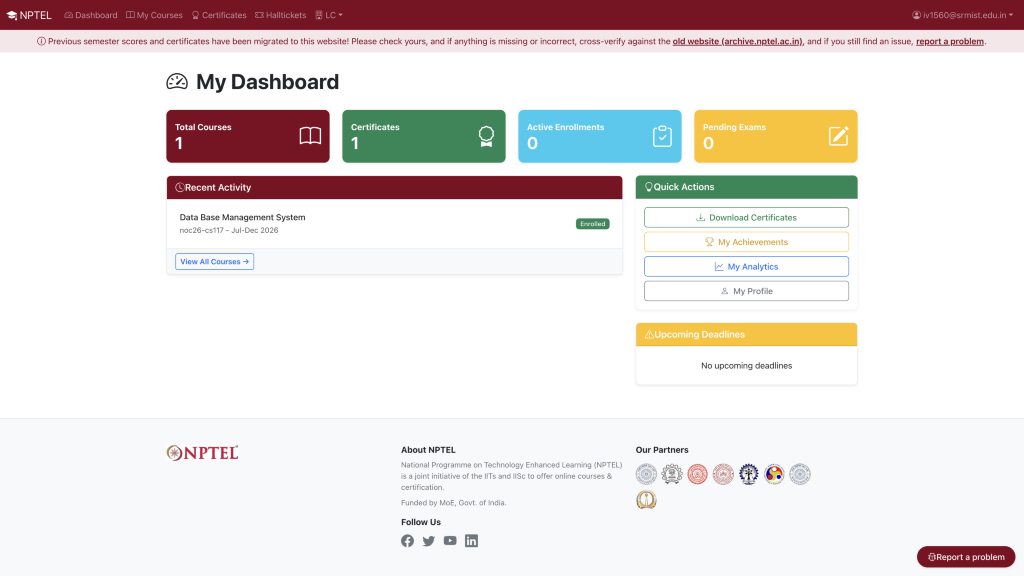 NPTEL Dashboard My Courses Certificates Halltickets LC iv1560@srmist.edu.in
Previous semester scores and certificates have been migrated to this website! Please check yours, and if anything is missing or incorrect, cross-verify against the old website (archive.nptel.ac.in), and if you still find an issue, report a problem.
My Dashboard
Total Courses
1
Certificates
1
Active Enrollments
0
Pending Exams
0
Recent Activity
Data Base Management System
noc26-cs117 - Jul-Dec 2026
Enrolled
View All Courses →
Quick Actions
Download Certificates
My Achievements
My Analytics
My Profile
Upcoming Deadlines
No upcoming deadlines
NPTEL
About NPTEL
National Programme on Technology Enhanced Learning (NPTEL)
is a joint initiative of the IITs and IISc to offer online courses &
certification.
Funded by MoE, Govt. of India.
Follow Us
Our Partners
Report a problem